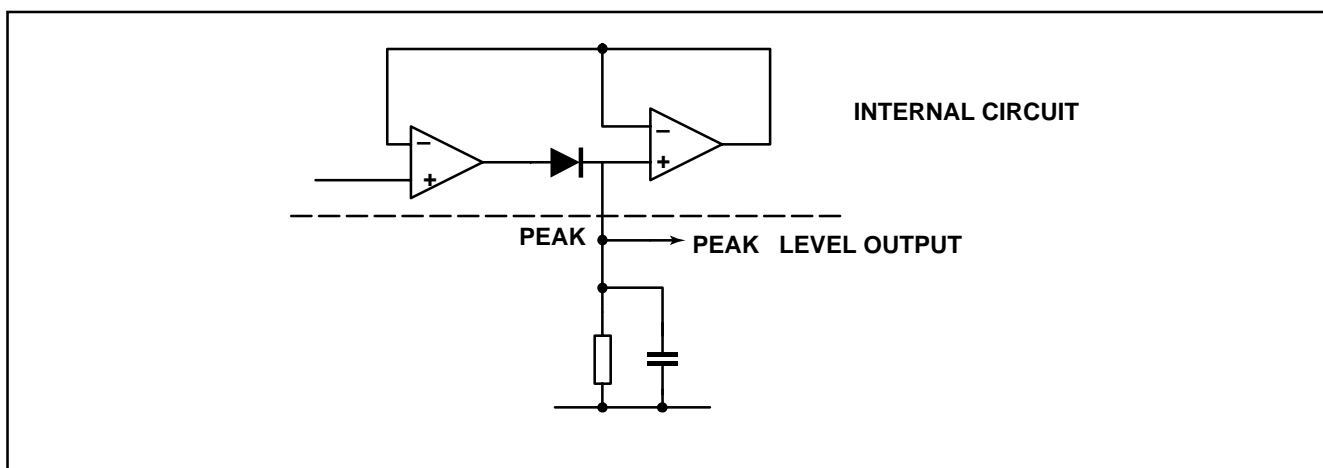 INTERNAL CIRCUIT
−
−
+
+
PEAK
PEAK LEVEL OUTPUT